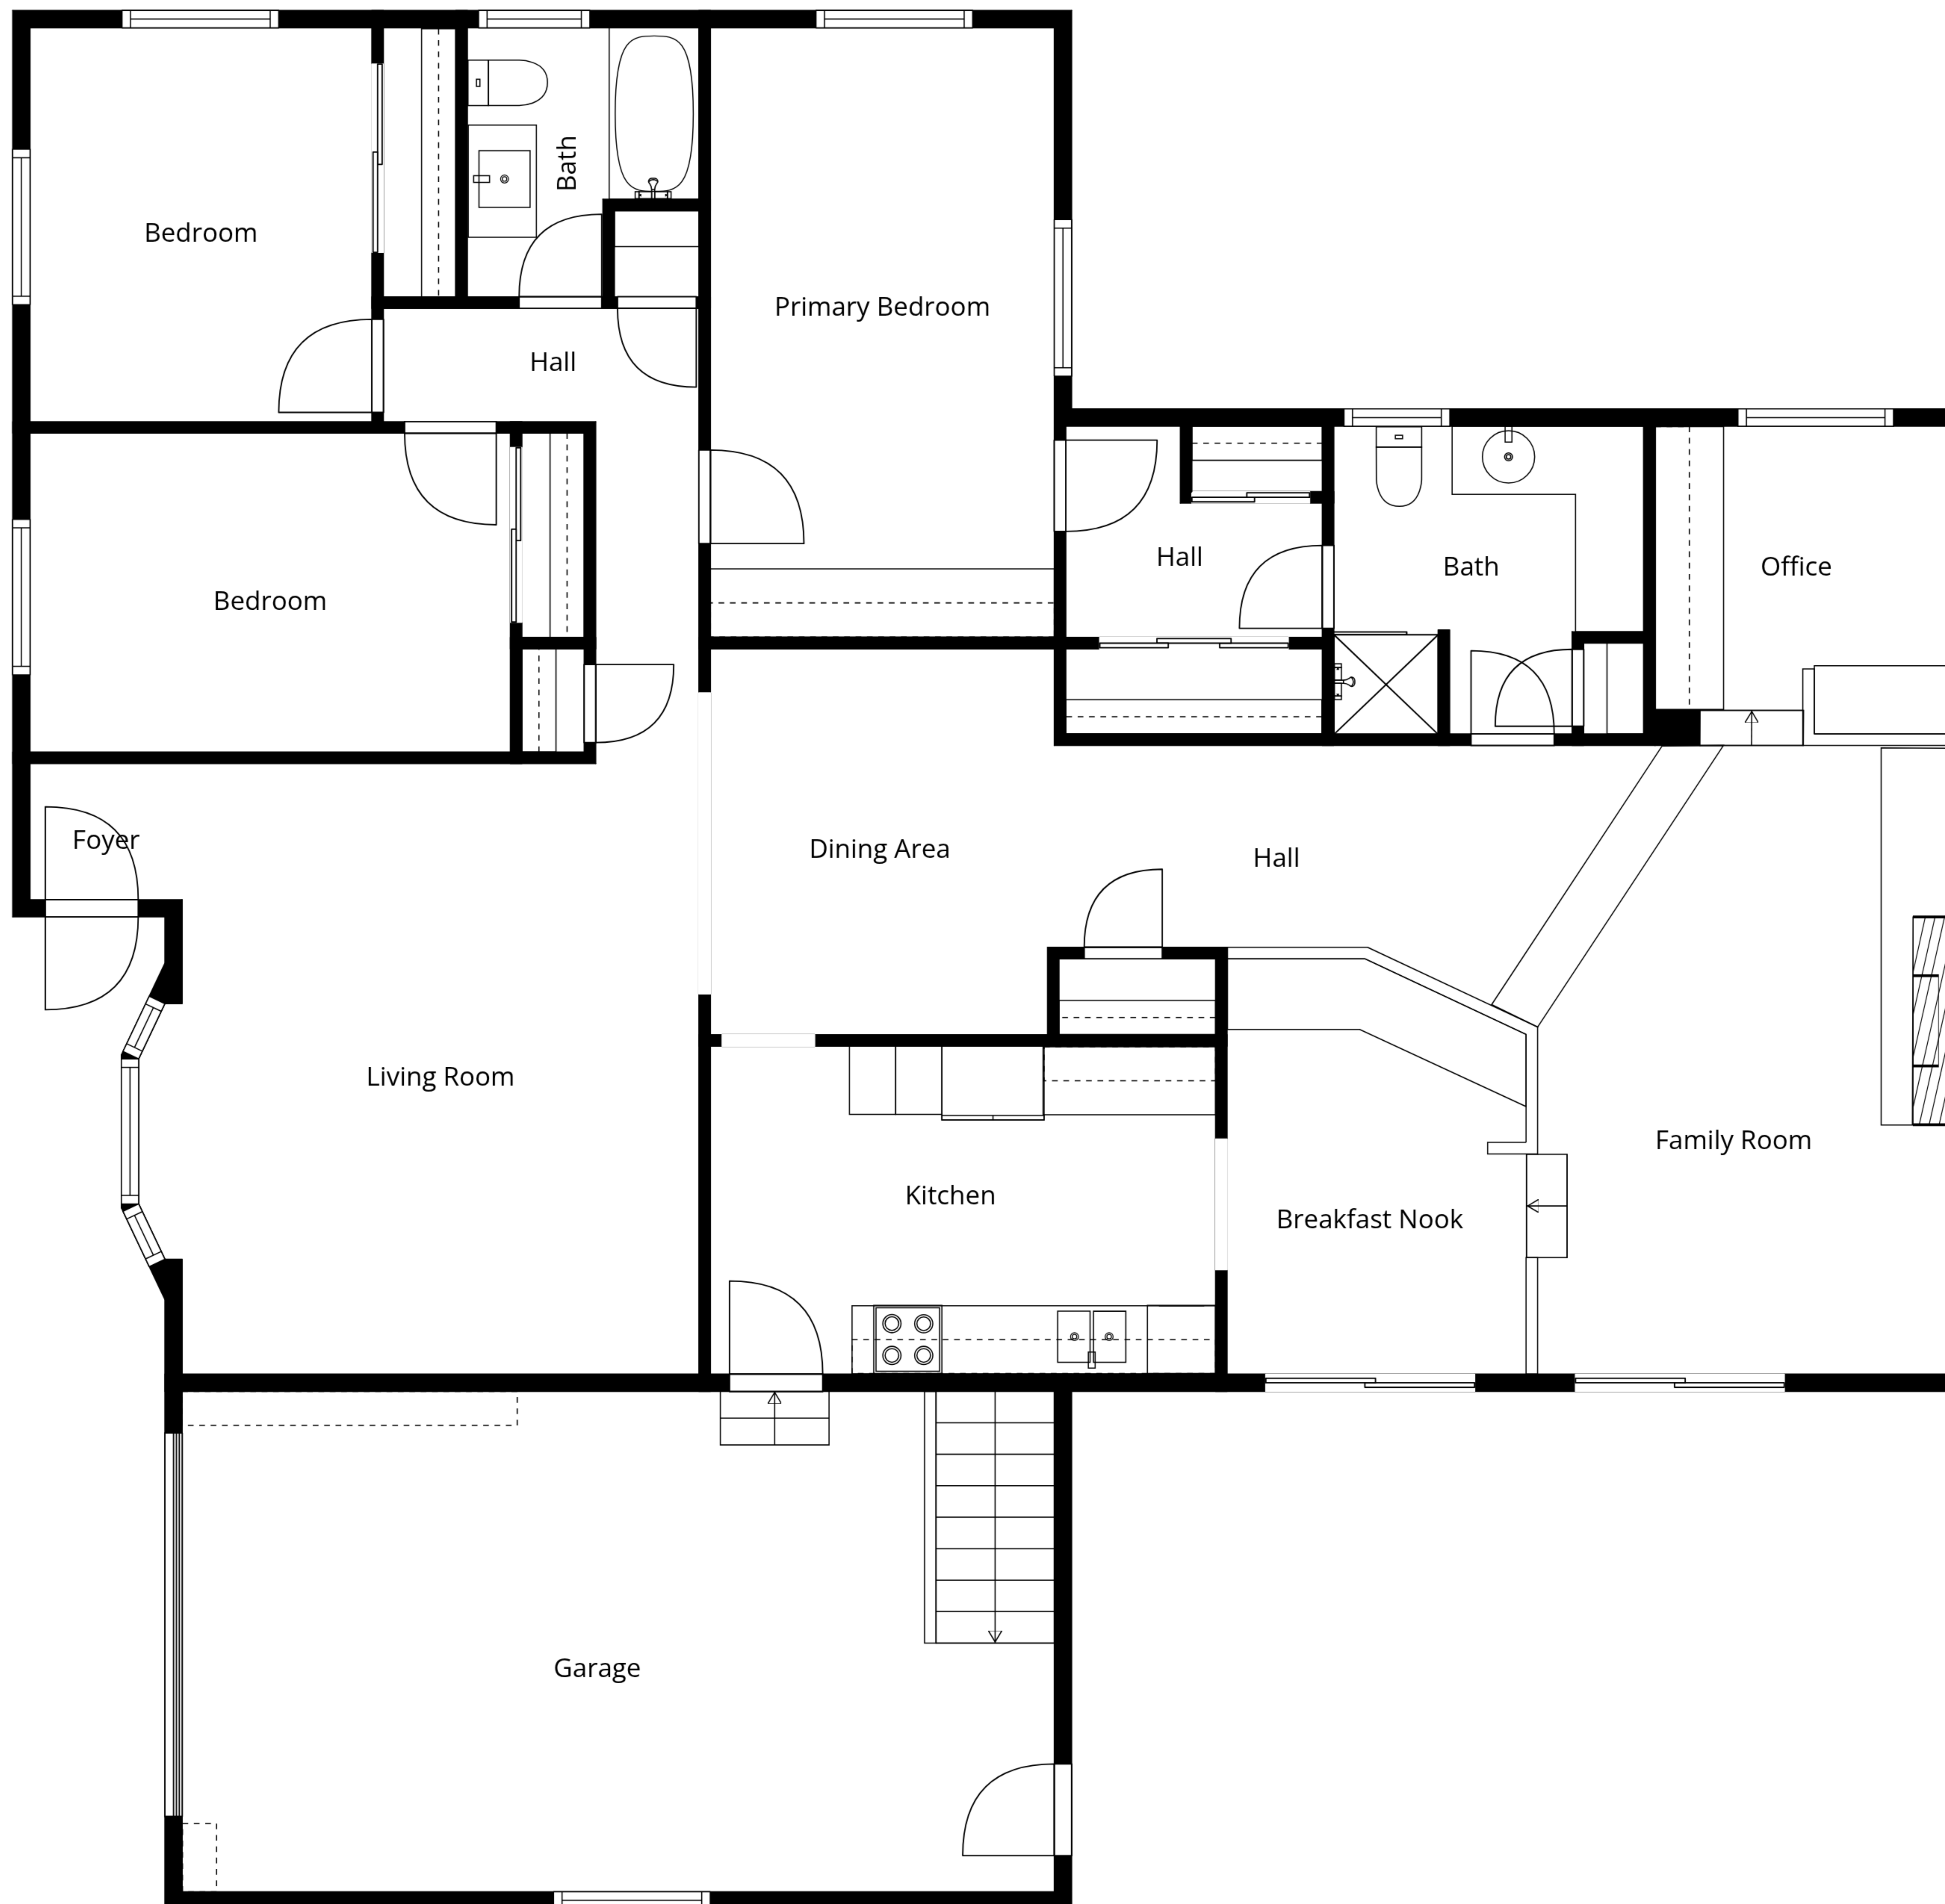 Bath
Bedroom
Primary Bedroom
Hall
Hall
Bath
Office
Bedroom
Foyer
Dining Area
Hall
Living Room
Family Room
Kitchen
Breakfast Nook
Garage